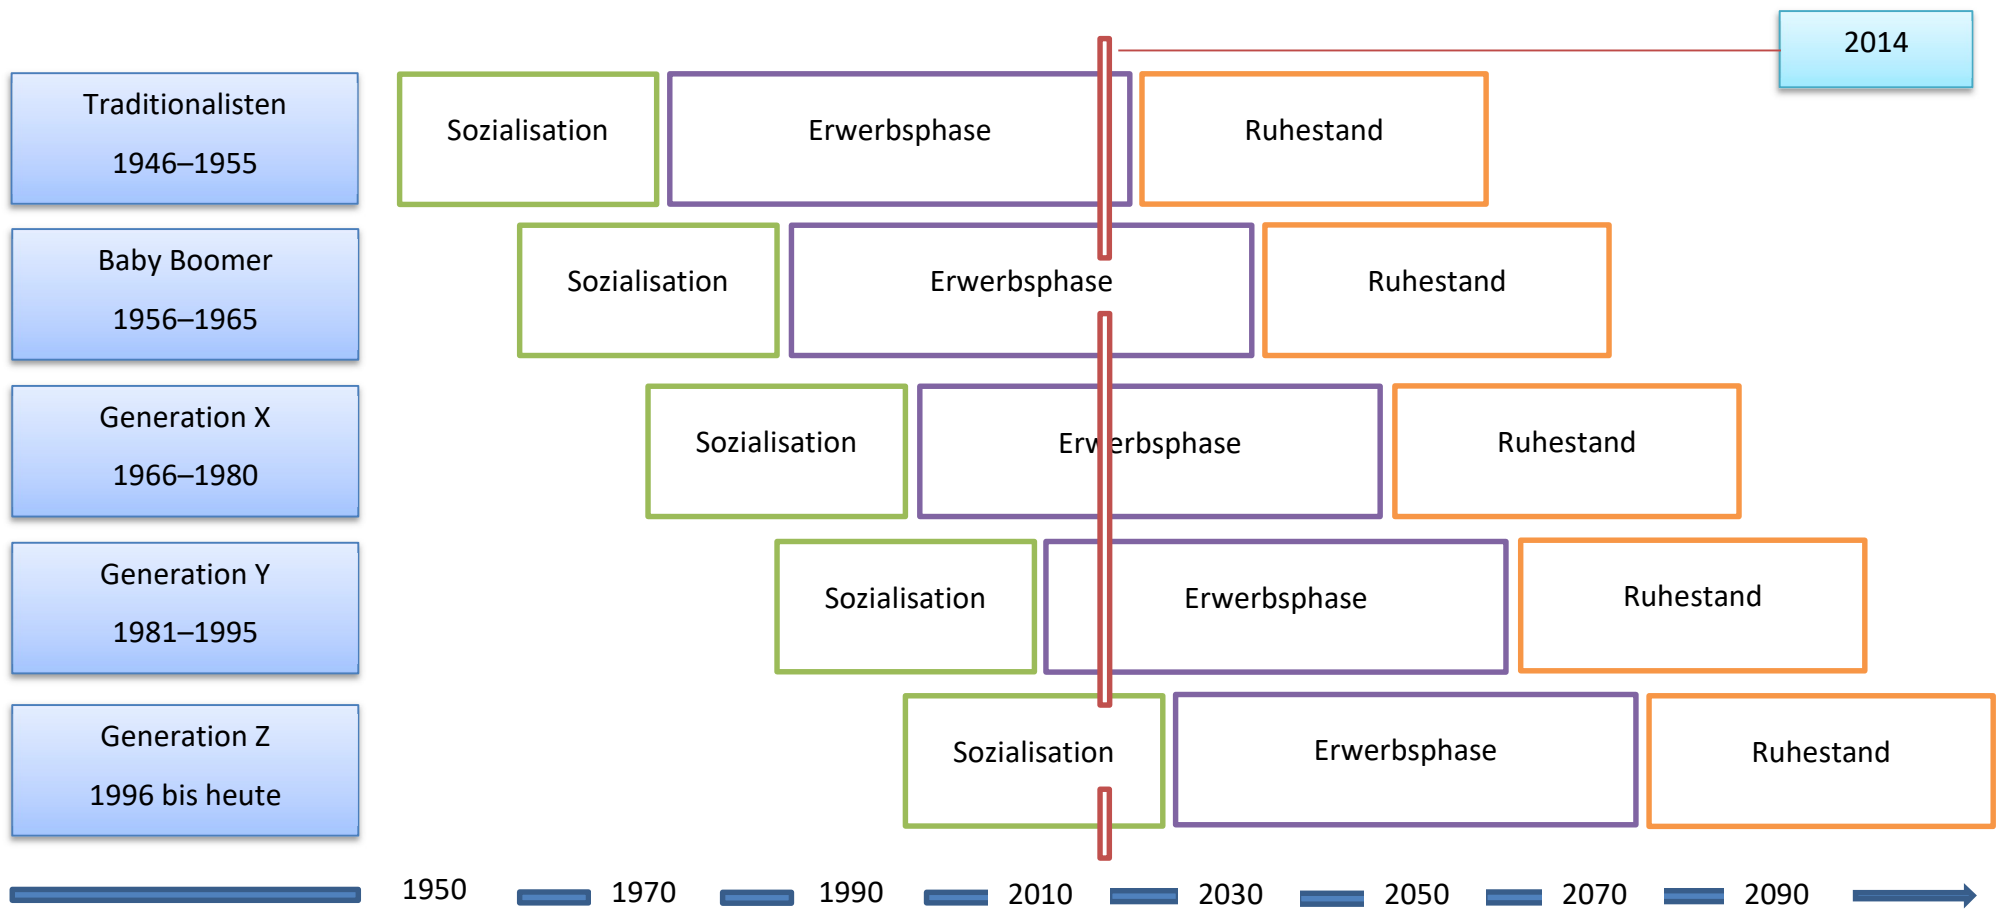 2014
Traditionalisten
1946–1955
Sozialisation
Erwerbsphase
Ruhestand
Baby Boomer
1956–1965
Sozialisation
Erwerbsphase
Ruhestand
Generation X
1966–1980
Sozialisation
Erwerbsphase
Ruhestand
Generation Y
1981–1995
Sozialisation
Erwerbsphase
Ruhestand
Generation Z
1996 bis heute
Sozialisation
Erwerbsphase
Ruhestand
1950 1970 1990 2010 2030 2050 2070 2090